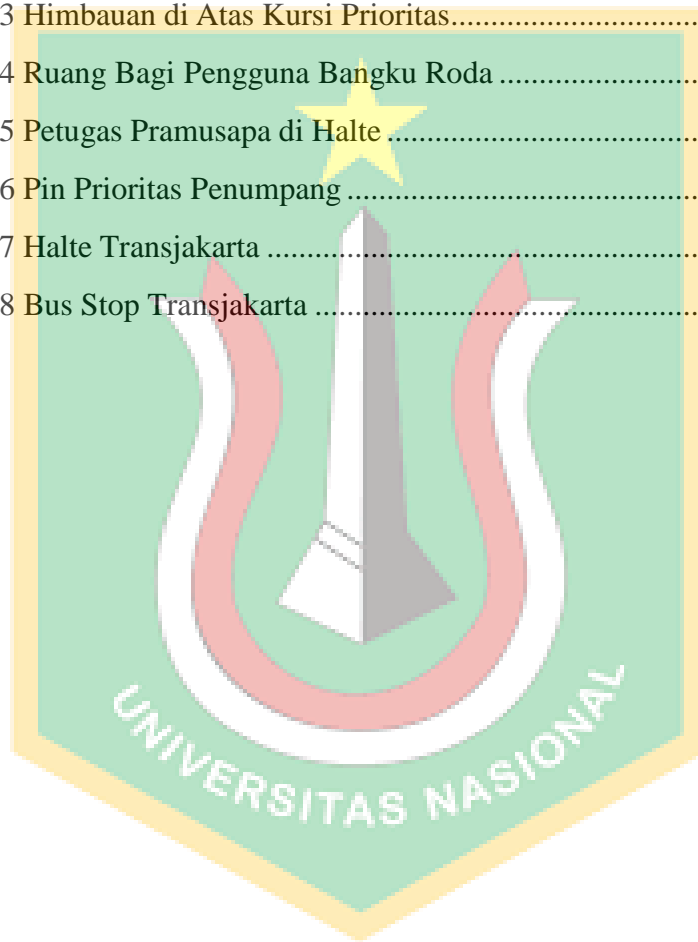 3 Himbauan di Atas Kursi Prioritas.......................................
4 Ruang Bagi Pengguna Bangku Roda ................................
5 Petugas Pramusapa di Halte ...............................................
6 Pin Prioritas Penumpang ....................................................
7 Halte Transjakarta ..............................................................
8 Bus Stop Transjakarta ........................................................
UNIVERSITAS NASIONAL